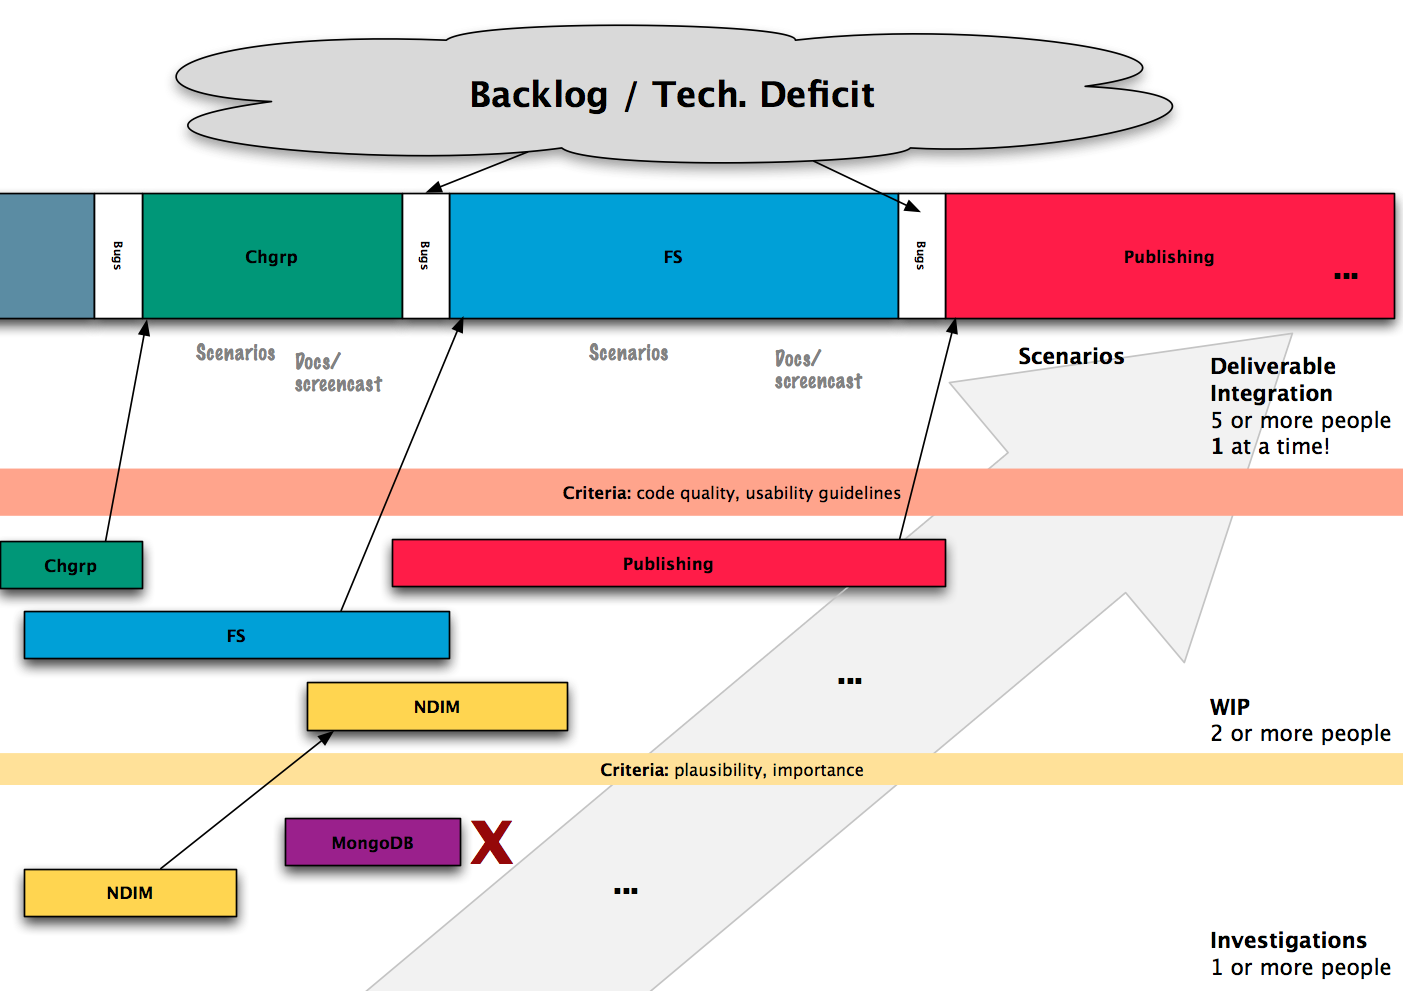 Backlog / Tech. Deficit
Bugs
Chgrp
Bugs
FS
Bugs
Publishing
...
Scenarios
Docs/
screencast
Scenarios
Docs/
screencast
Scenarios
Deliverable
Integration
5 or more people
1 at a time!
Criteria: code quality, usability guidelines
Chgrp
Publishing
FS
...
NDIM
WIP
2 or more people
Criteria: plausibility, importance
MongoDB
X
NDIM
...
Investigations
1 or more people